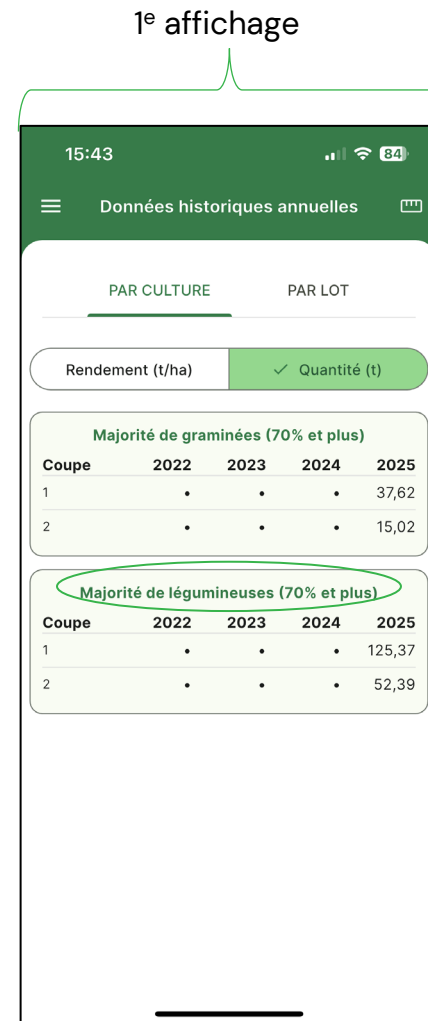 1e affichage
15:43 84
Données historiques annuelles
PAR CULTURE PAR LOT
Rendement (t/ha) ✓ Quantité (t)
Majorité de graminées (70% et plus)
Coupe 2022 2023 2024 2025
1 • • • 37,62
2 • • • 15,02
Majorité de légumineuses (70% et plus)
Coupe 2022 2023 2024 2025
1 • • • 125,37
2 • • • 52,39